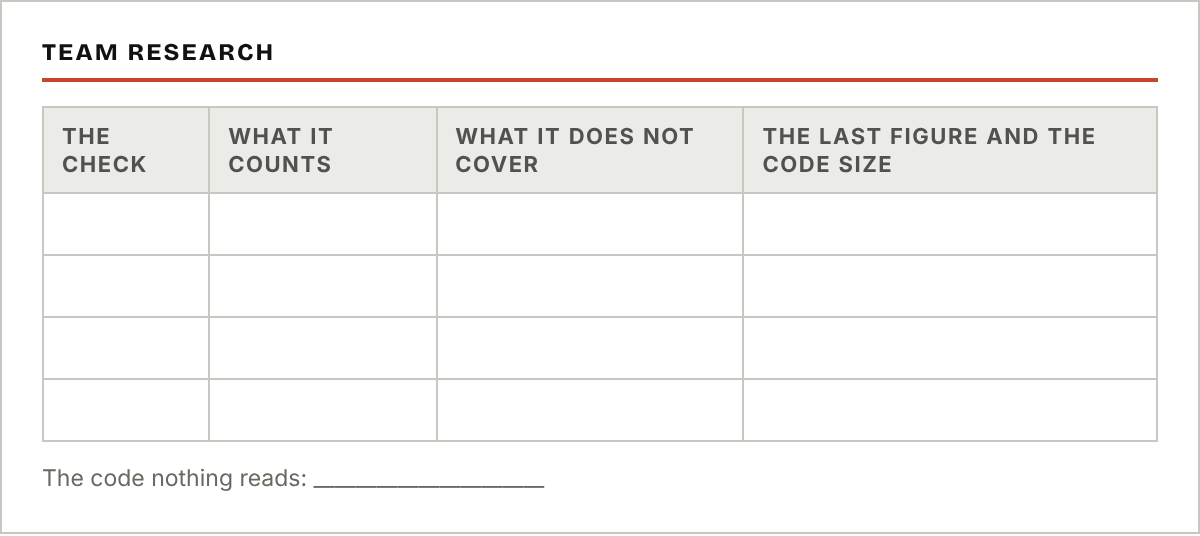 TEAM RESEARCH
THE CHECK
WHAT IT COUNTS
WHAT IT DOES NOT COVER
THE LAST FIGURE AND THE CODE SIZE
The code nothing reads: ____________________